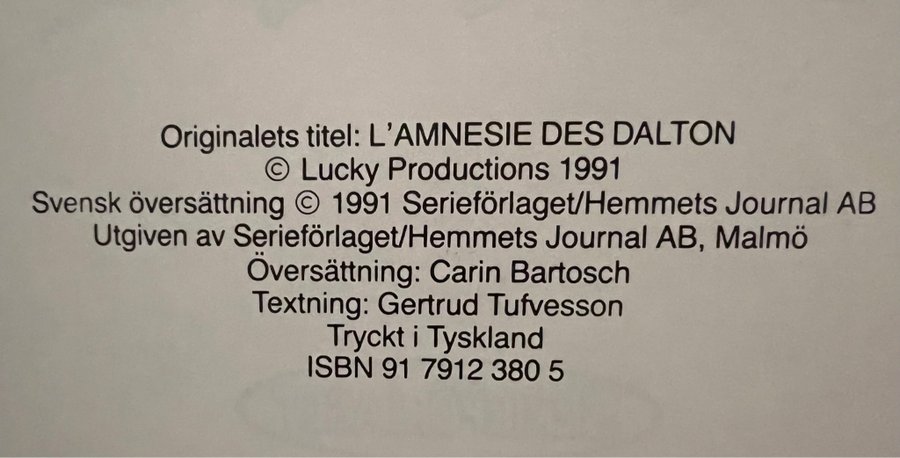 Originalets titel: L'AMNESIE DES DALTON
© Lucky Productions 1991
Svensk översättning © 1991 Serieförlaget/Hemmets Journal AB
Utgiven av Serieförlaget/Hemmets Journal AB, Malmö
Översättning: Carin Bartosch
Textning: Gertrud Tufvesson
Tryckt i Tyskland
ISBN 91 7912 380 5